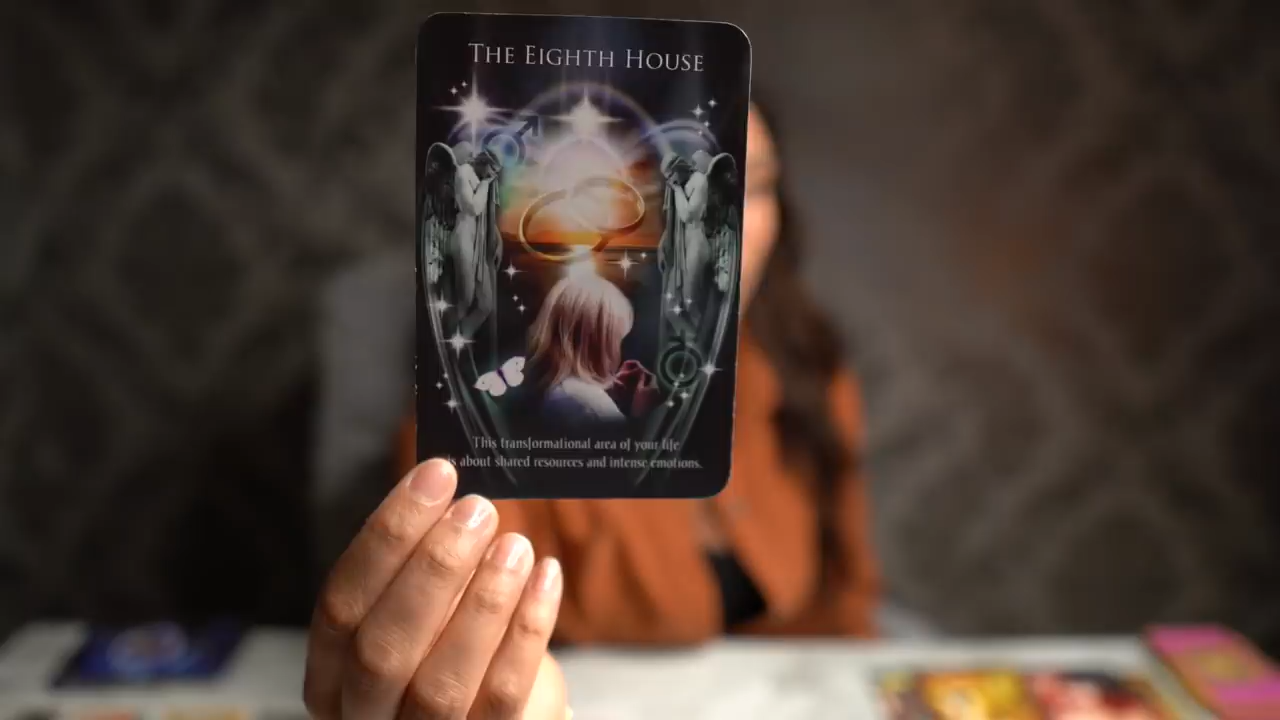 THE EIGHTH HOUSE
This transformational area of your life
is about shared resources and intense emotions.